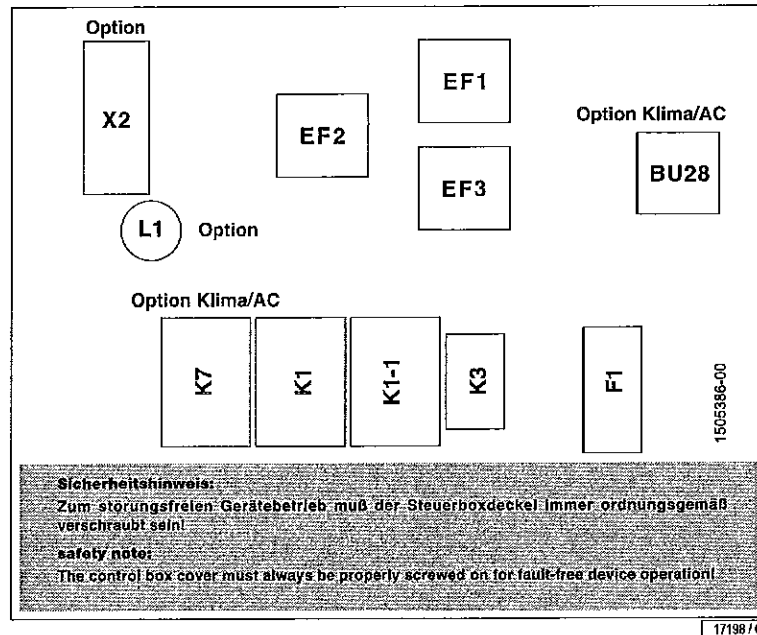 Option
X2
EF1
EF2
Option Klima/AC
BU28
EF3
L1
Option
Option Klima/AC
K7
K1
K1-1
K3
F1
1505386-00
Sicherheitshinweis:
Zum störungsfreien Gerätebetrieb muß der Steuerboxdeckel immer ordnungsgemäß
verschraubt sein!
safety note:
The control box cover must always be properly screwed on for fault-free device operation!
17198 /